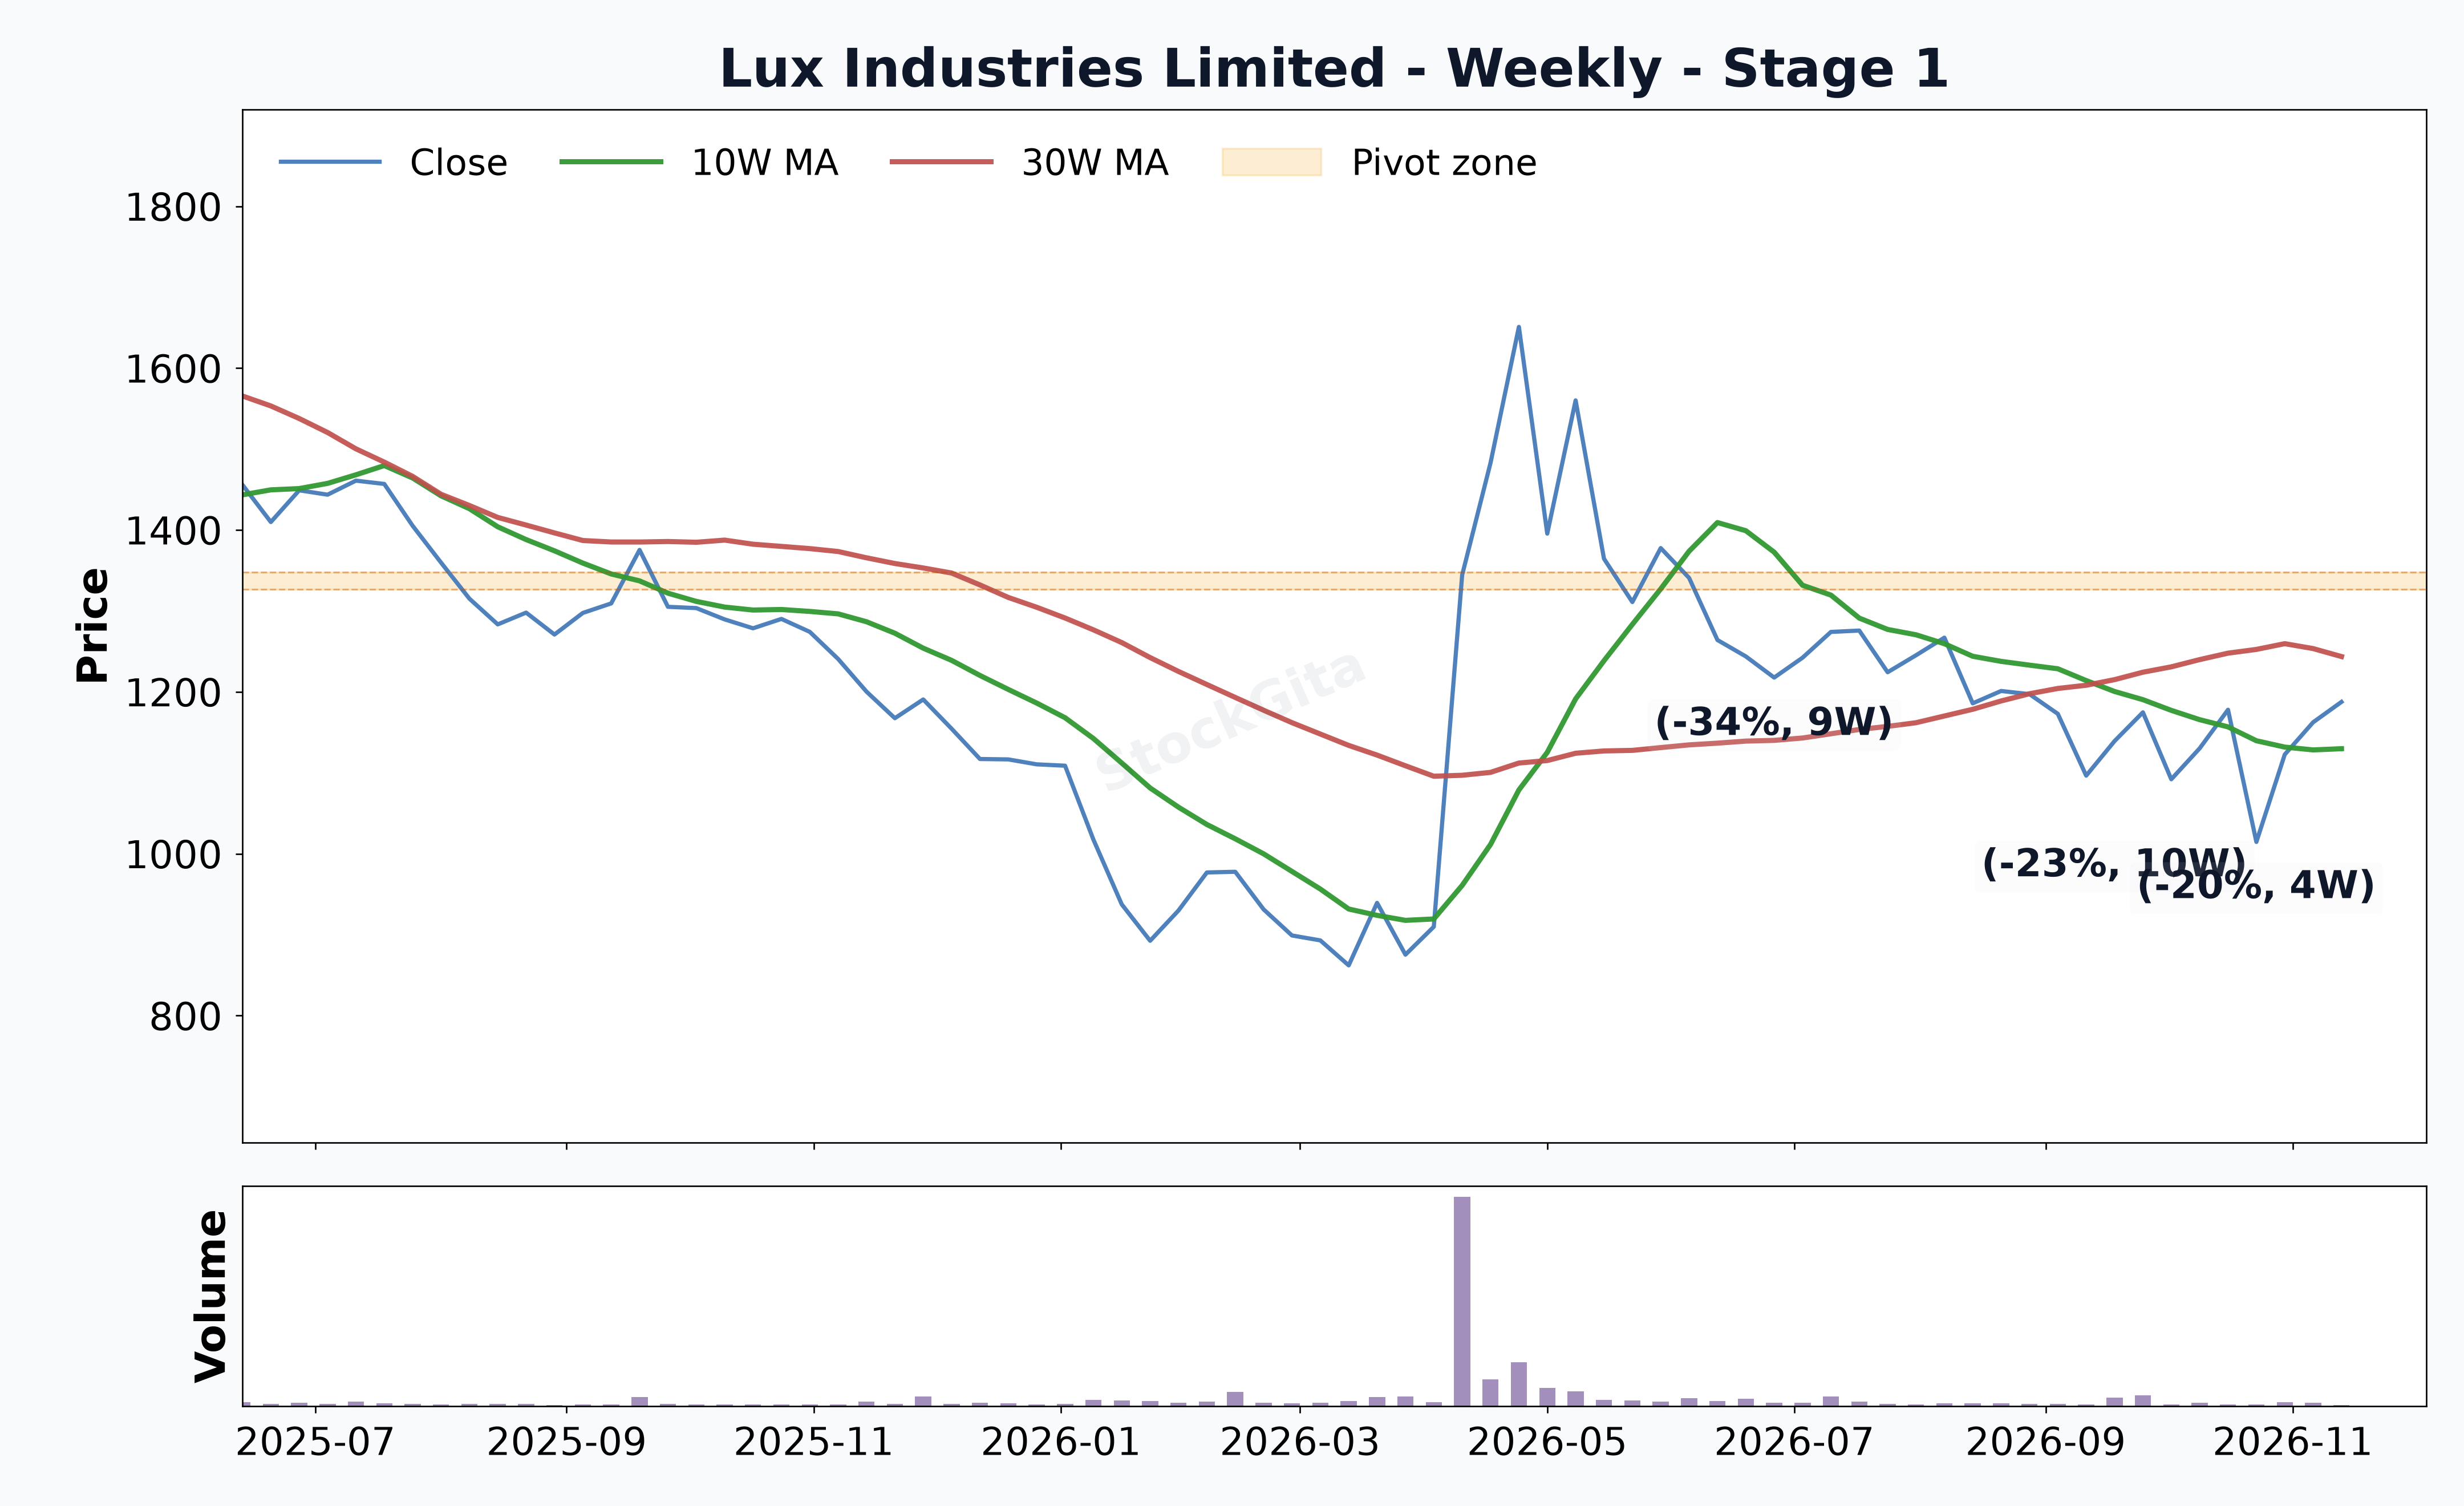 Lux Industries Limited - Weekly - Stage 1
Close 10W MA 30W MA Pivot zone
Price
1800
1600
1400
1200
1000
800
StockGita
(-34%, 9W)
(-23%, 10W)
(-20%, 4W)
Volume
2025-07 2025-09 2025-11 2026-01 2026-03 2026-05 2026-07 2026-09 2026-11